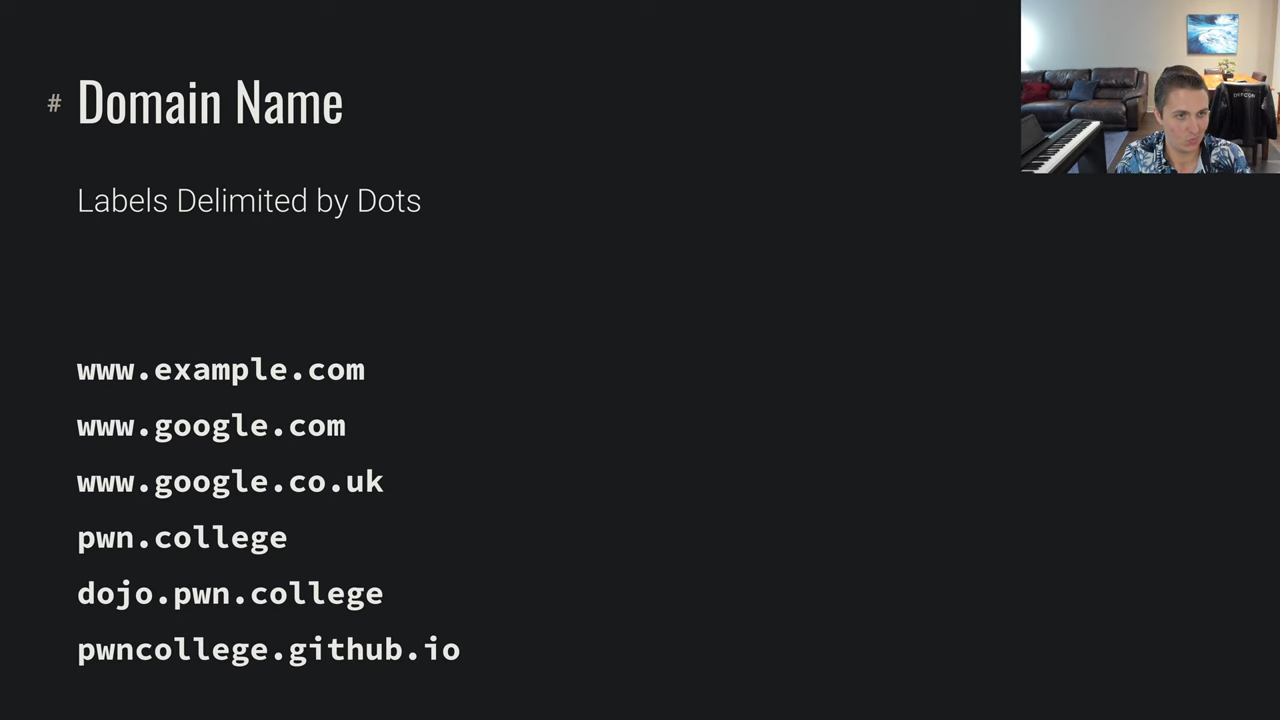 # Domain Name
Labels Delimited by Dots
www.example.com
www.google.com
www.google.co.uk
pwn.college
dojo.pwn.college
pwncollege.github.io
DEFCON